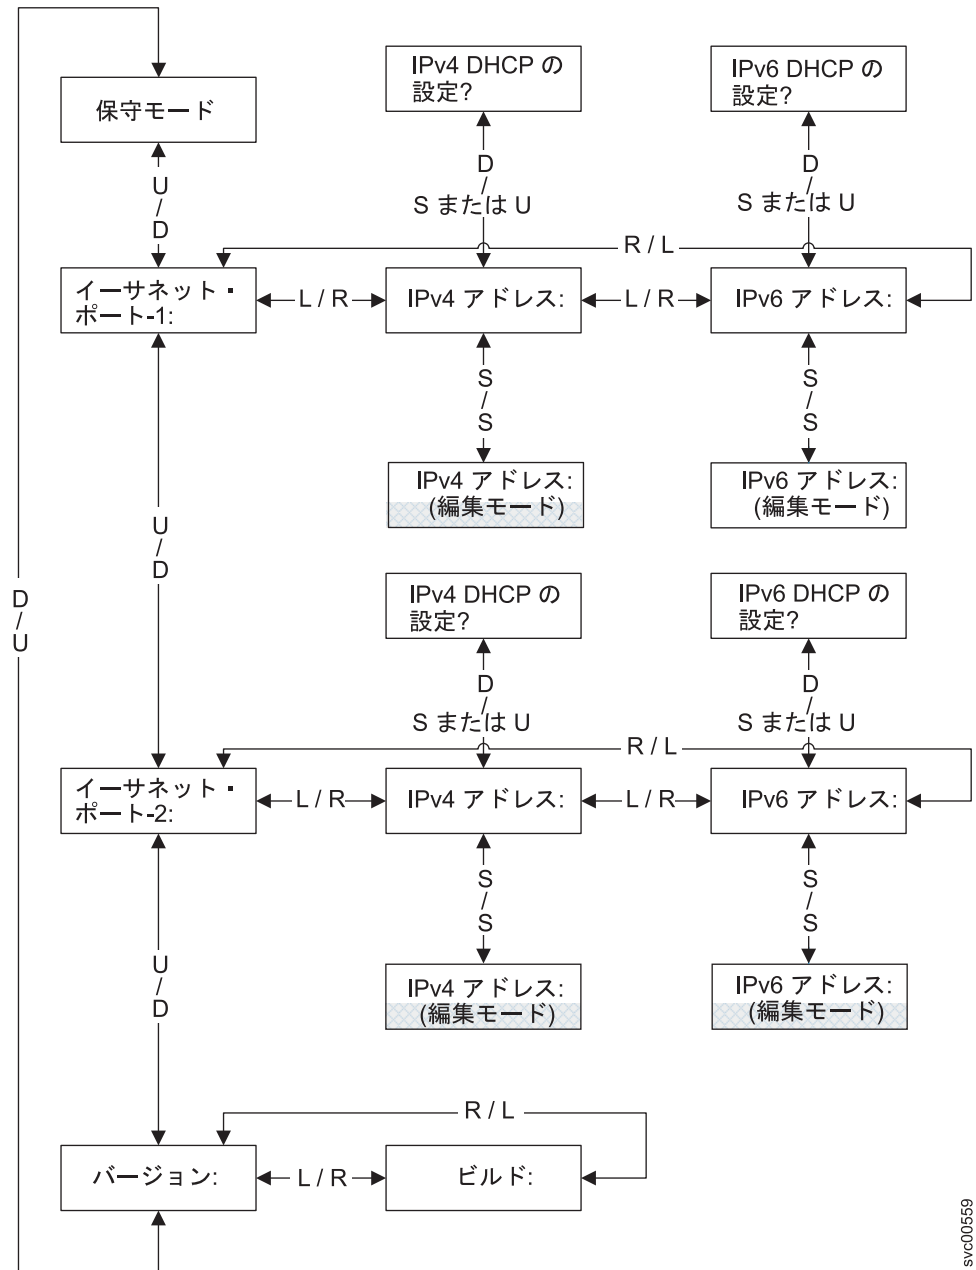 IPv4 DHCP の
設定?
IPv6 DHCP の
設定?
保守モード
U
/
D
D
/
S または U
D
/
S または U
R / L
イーサネット・
ポート-1:
L / R
IPv4 アドレス:
L / R
IPv6 アドレス:
S
/
S
S
/
S
IPv4 アドレス:
(編集モード)
IPv6 アドレス:
(編集モード)
U
/
D
D
/
U
IPv4 DHCP の
設定?
IPv6 DHCP の
設定?
D
/
S または U
D
/
S または U
R / L
イーサネット・
ポート-2:
L / R
IPv4 アドレス:
L / R
IPv6 アドレス:
S
/
S
S
/
S
U
/
D
IPv4 アドレス:
(編集モード)
IPv6 アドレス:
(編集モード)
R / L
バージョン:
L / R
ビルド:
svc00559